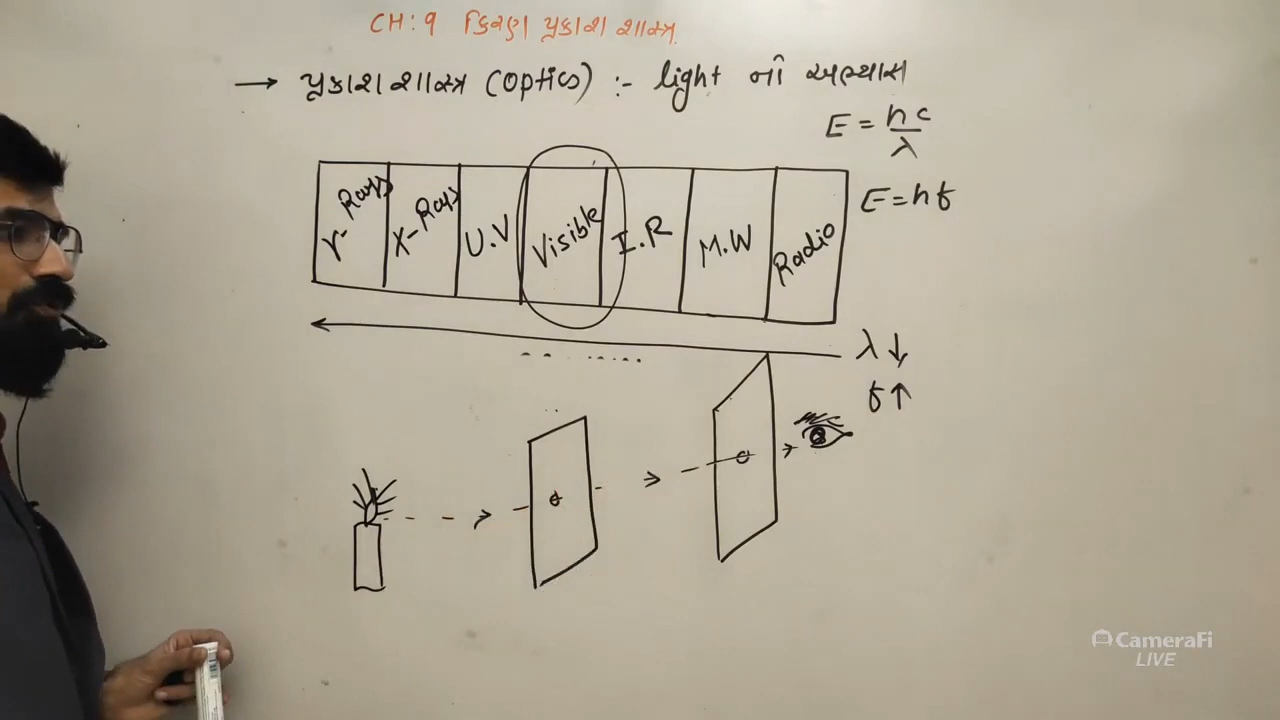 CH: 9 કિરણ પ્રકાશ શાસ્ત્ર
→ પ્રકાશ શાસ્ત્ર (Optics) :- light નો અભ્યાસ
E = hc/λ
E = hf
γ-Rays X-Rays U.V Visible I.R M.W Radio
λ ↓
f ↑
CameraFi
LIVE